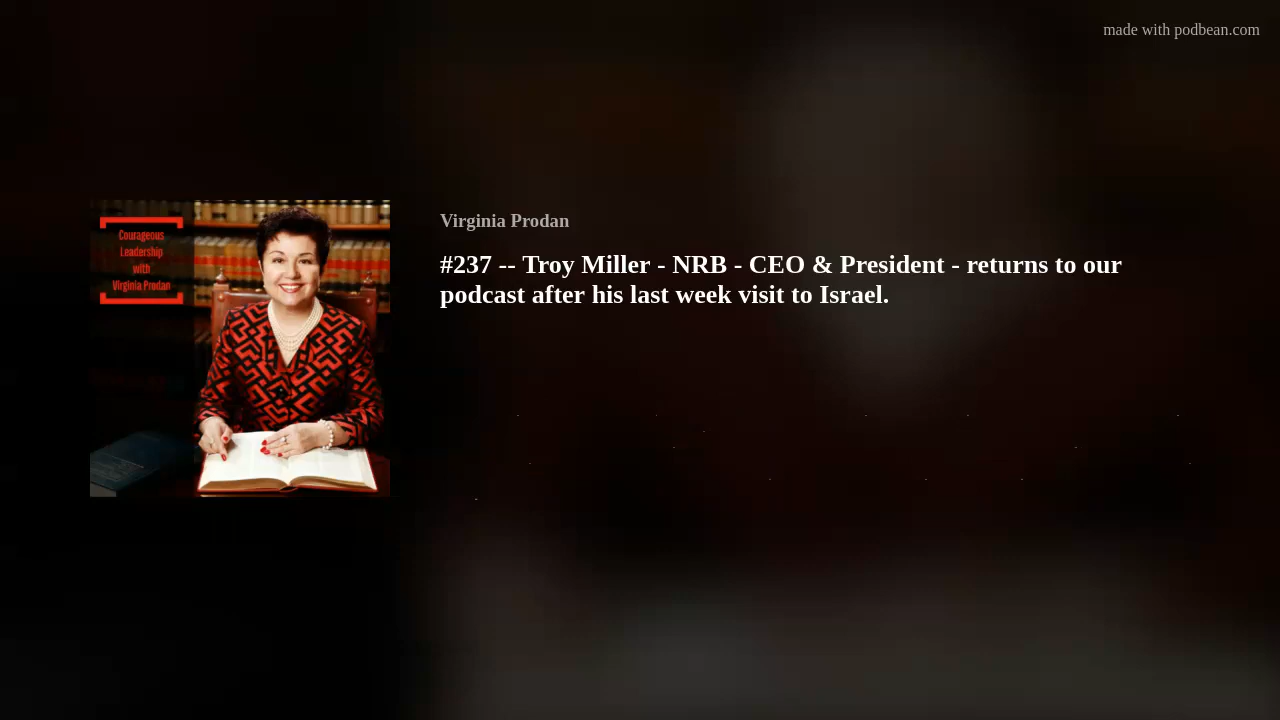 made with podbean.com
Courageous
Leadership
with
Virginia Prodan
Virginia Prodan
#237 -- Troy Miller - NRB - CEO & President - returns to our
podcast after his last week visit to Israel.